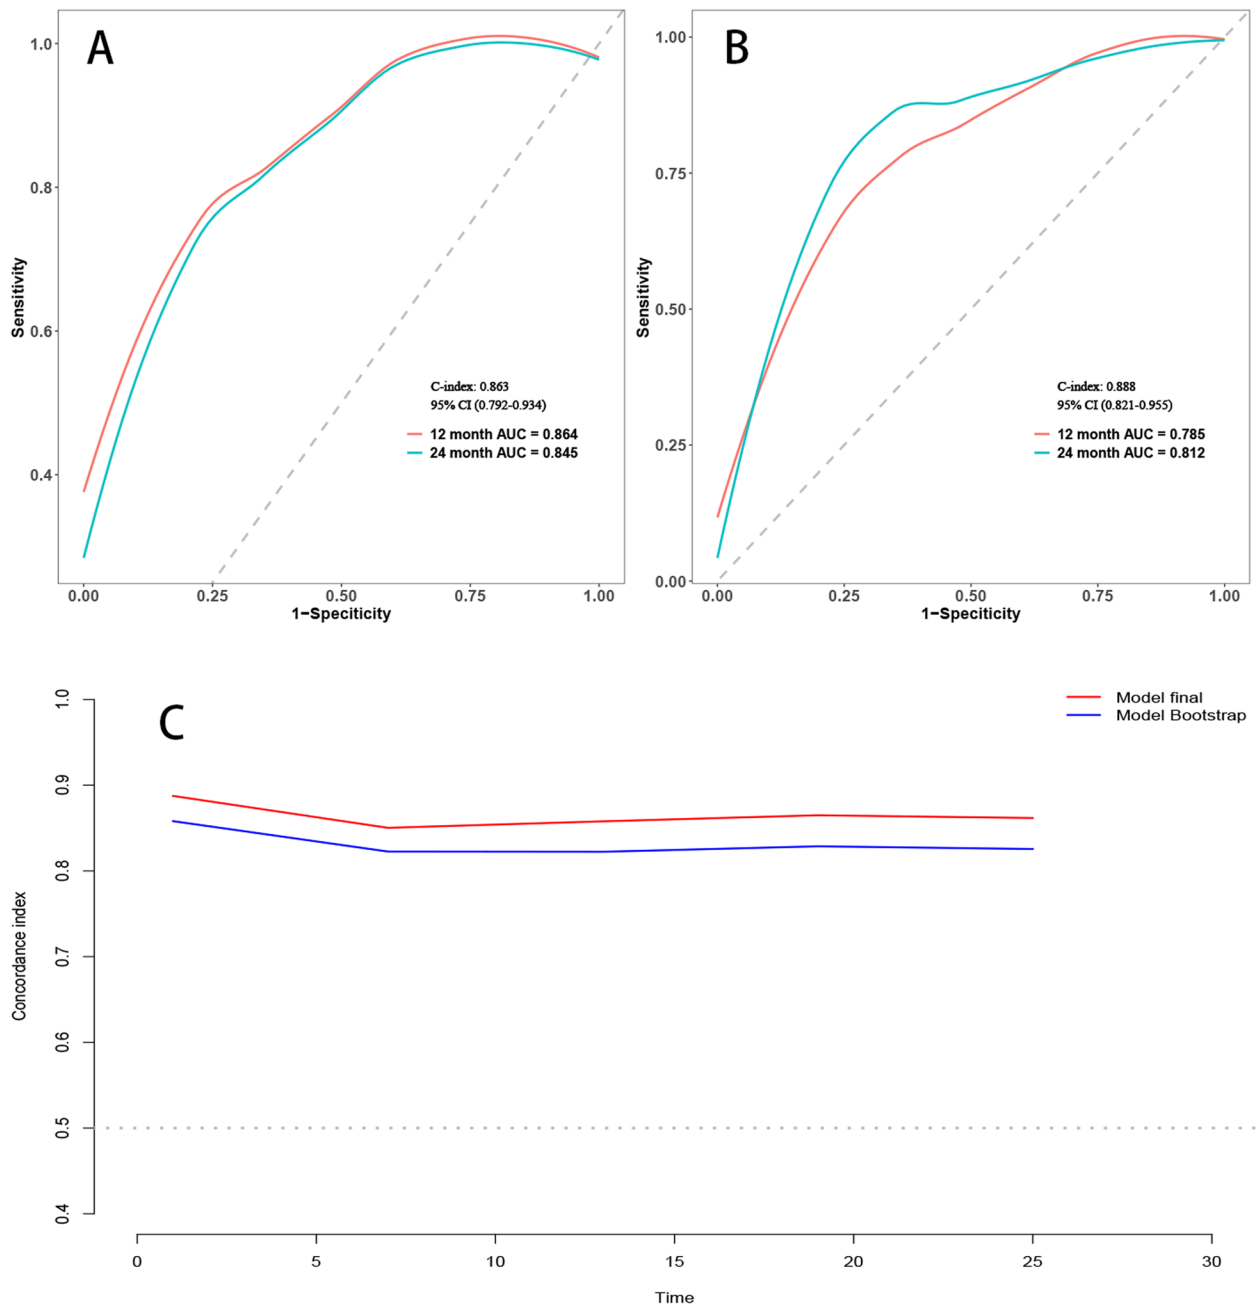 A
1.0
0.8
0.6
0.4
Sensitivity
C-index: 0.863
95% CI (0.792-0.934)
12 month AUC = 0.864
24 month AUC = 0.845
0.00 0.25 0.50 0.75 1.00
1-Speciticity
B
1.00
0.75
0.50
0.25
0.00
Sensitivity
C-index: 0.888
95% CI (0.821-0.955)
12 month AUC = 0.785
24 month AUC = 0.812
0.00 0.25 0.50 0.75 1.00
1-Speciticity
C
Model final
Model Bootstrap
1.0
0.9
0.8
0.7
0.6
0.5
0.4
Concordance index
0 5 10 15 20 25 30
Time